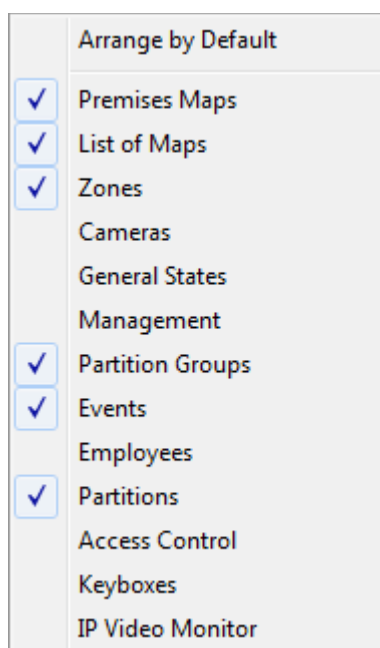 Arrange by Default
Premises Maps
List of Maps
Zones
Cameras
General States
Management
Partition Groups
Events
Employees
Partitions
Access Control
Keyboxes
IP Video Monitor